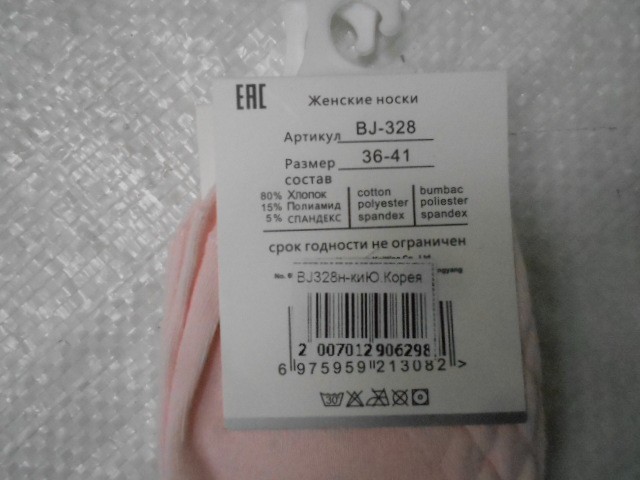 EAC
Женские носки
Артикул BJ-328
Размер 36-41
состав
80% Хлопок cotton bumbac
15% Полиамид polyester poliester
5% СПАНДЕКС spandex spandex
срок годности не ограничен
BJ328н-киЮ.Корея
2 007012 906298
6 975959 213082 >
30°